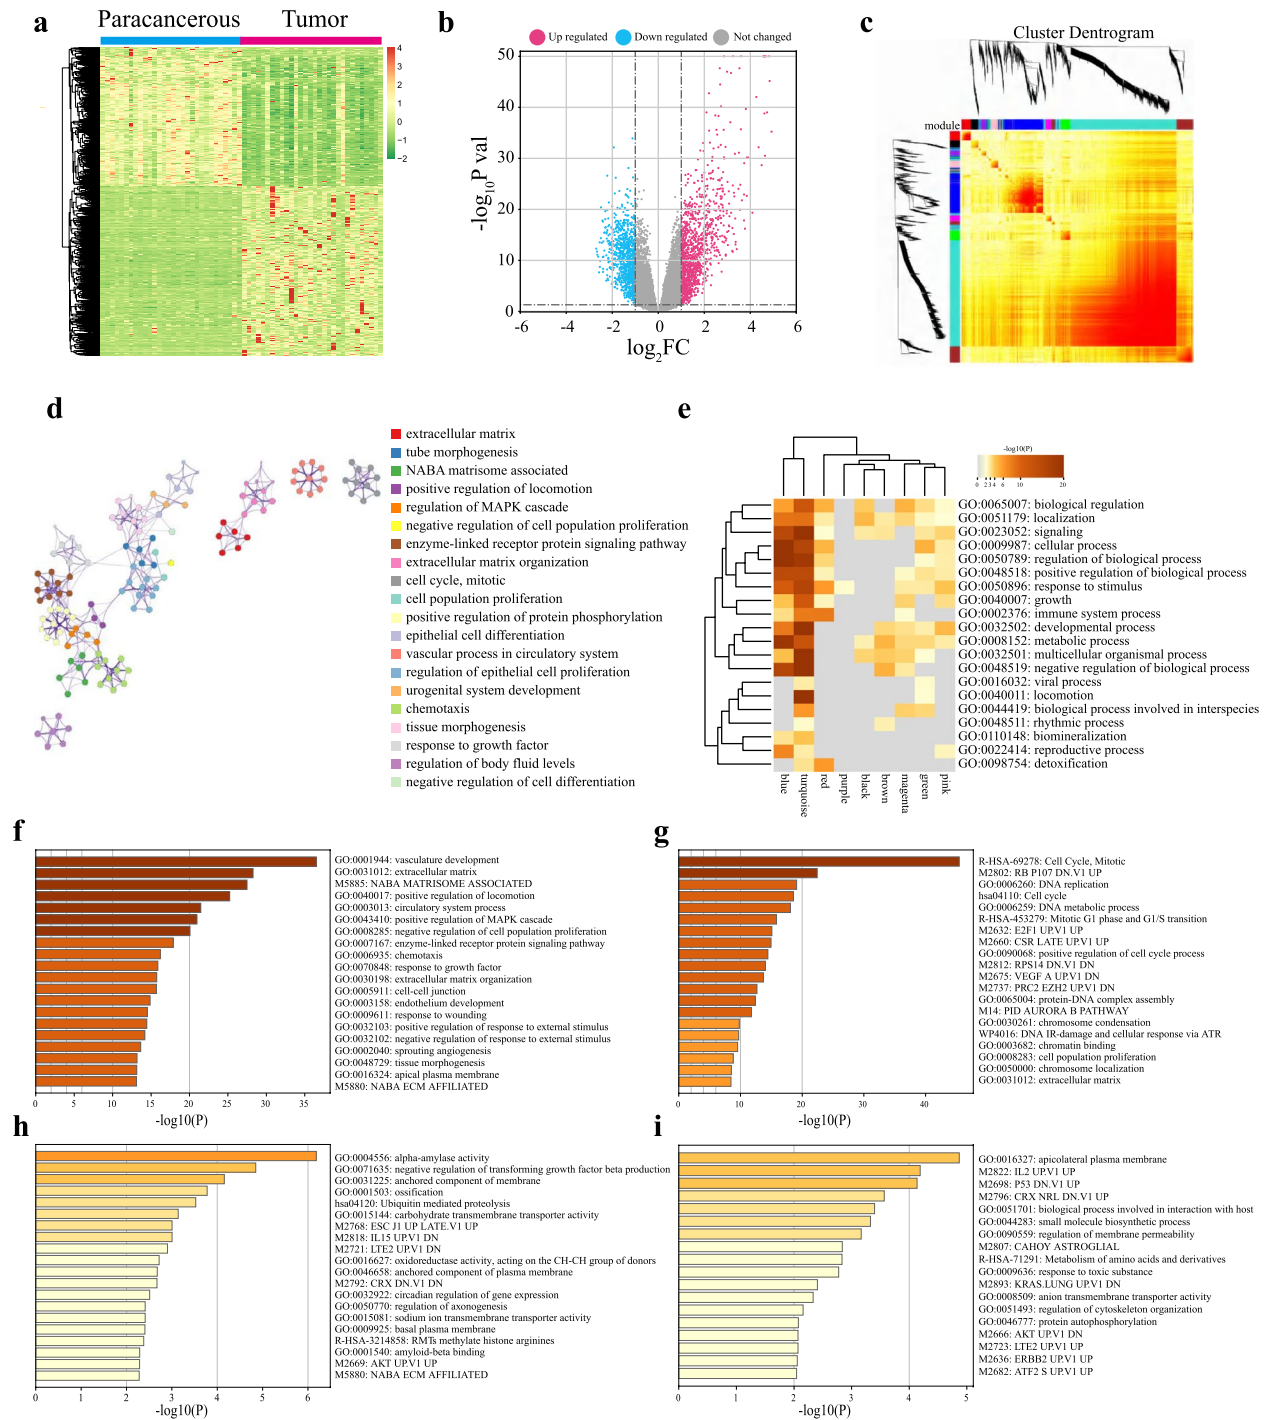 a
Paracancerous Tumor
4
3
2
1
0
−1
−2
b
Up regulated Down regulated Not changed
50
40
30
20
10
0
-log10P val
-6 -4 -2 0 2 4 6
log2FC
c
Cluster Dentrogram
module
d
extracellular matrix
tube morphogenesis
NABA matrisome associated
positive regulation of locomotion
regulation of MAPK cascade
negative regulation of cell population proliferation
enzyme-linked receptor protein signaling pathway
extracellular matrix organization
cell cycle, mitotic
cell population proliferation
positive regulation of protein phosphorylation
epithelial cell differentiation
vascular process in circulatory system
regulation of epithelial cell proliferation
urogenital system development
chemotaxis
tissue morphogenesis
response to growth factor
regulation of body fluid levels
negative regulation of cell differentiation
e
-log10(P)
0 2 3 4 6 10 20
GO:0065007: biological regulation
GO:0051179: localization
GO:0023052: signaling
GO:0009987: cellular process
GO:0050789: regulation of biological process
GO:0048518: positive regulation of biological process
GO:0050896: response to stimulus
GO:0040007: growth
GO:0002376: immune system process
GO:0032502: developmental process
GO:0008152: metabolic process
GO:0032501: multicellular organismal process
GO:0048519: negative regulation of biological process
GO:0016032: viral process
GO:0040011: locomotion
GO:0044419: biological process involved in interspecies
GO:0048511: rhythmic process
GO:0110148: biomineralization
GO:0022414: reproductive process
GO:0098754: detoxification
blue turquoise red purple black brown magenta green pink
f
GO:0001944: vasculature development
GO:0031012: extracellular matrix
M5885: NABA MATRISOME ASSOCIATED
GO:0040017: positive regulation of locomotion
GO:0003013: circulatory system process
GO:0043410: positive regulation of MAPK cascade
GO:0008285: negative regulation of cell population proliferation
GO:0007167: enzyme-linked receptor protein signaling pathway
GO:0006935: chemotaxis
GO:0070848: response to growth factor
GO:0030198: extracellular matrix organization
GO:0005911: cell-cell junction
GO:0003158: endothelium development
GO:0009611: response to wounding
GO:0032103: positive regulation of response to external stimulus
GO:0032102: negative regulation of response to external stimulus
GO:0002040: sprouting angiogenesis
GO:0048729: tissue morphogenesis
GO:0016324: apical plasma membrane
M5880: NABA ECM AFFILIATED
0 5 10 15 20 25 30 35
-log10(P)
g
R-HSA-69278: Cell Cycle, Mitotic
M2802: RB P107 DN.V1 UP
GO:0006260: DNA replication
hsa04110: Cell cycle
GO:0006259: DNA metabolic process
R-HSA-453279: Mitotic G1 phase and G1/S transition
M2632: E2F1 UP.V1 UP
M2660: CSR LATE UP.V1 UP
GO:0090068: positive regulation of cell cycle process
M2812: RPS14 DN.V1 DN
M2675: VEGF A UP.V1 DN
M2737: PRC2 EZH2 UP.V1 DN
GO:0065004: protein-DNA complex assembly
M14: PID AURORA B PATHWAY
GO:0030261: chromosome condensation
WP4016: DNA IR-damage and cellular response via ATR
GO:0003682: chromatin binding
GO:0008283: cell population proliferation
GO:0050000: chromosome localization
GO:0031012: extracellular matrix
0 10 20 30 40
-log10(P)
h
GO:0004556: alpha-amylase activity
GO:0071635: negative regulation of transforming growth factor beta production
GO:0031225: anchored component of membrane
GO:0001503: ossification
hsa04120: Ubiquitin mediated proteolysis
GO:0015144: carbohydrate transmembrane transporter activity
M2768: ESC J1 UP LATE.V1 UP
M2818: IL15 UP.V1 DN
M2721: LTE2 UP.V1 DN
GO:0016627: oxidoreductase activity, acting on the CH-CH group of donors
GO:0046658: anchored component of plasma membrane
M2792: CRX DN.V1 DN
GO:0032922: circadian regulation of gene expression
GO:0050770: regulation of axonogenesis
GO:0015081: sodium ion transmembrane transporter activity
GO:0009925: basal plasma membrane
R-HSA-3214858: RMTs methylate histone arginines
GO:0001540: amyloid-beta binding
M2669: AKT UP.V1 UP
M5880: NABA ECM AFFILIATED
0 1 2 3 4 5 6
-log10(P)
i
GO:0016327: apicolateral plasma membrane
M2822: IL2 UP.V1 UP
M2698: P53 DN.V1 UP
M2796: CRX NRL DN.V1 UP
GO:0051701: biological process involved in interaction with host
GO:0044283: small molecule biosynthetic process
GO:0090559: regulation of membrane permeability
M2807: CAHOY ASTROGLIAL
R-HSA-71291: Metabolism of amino acids and derivatives
GO:0009636: response to toxic substance
M2893: KRAS.LUNG UP.V1 DN
GO:0008509: anion transmembrane transporter activity
GO:0051493: regulation of cytoskeleton organization
GO:0046777: protein autophosphorylation
M2666: AKT UP.V1 DN
M2723: LTE2 UP.V1 UP
M2636: ERBB2 UP.V1 UP
M2682: ATF2 S UP.V1 UP
0 1 2 3 4 5
-log10(P)